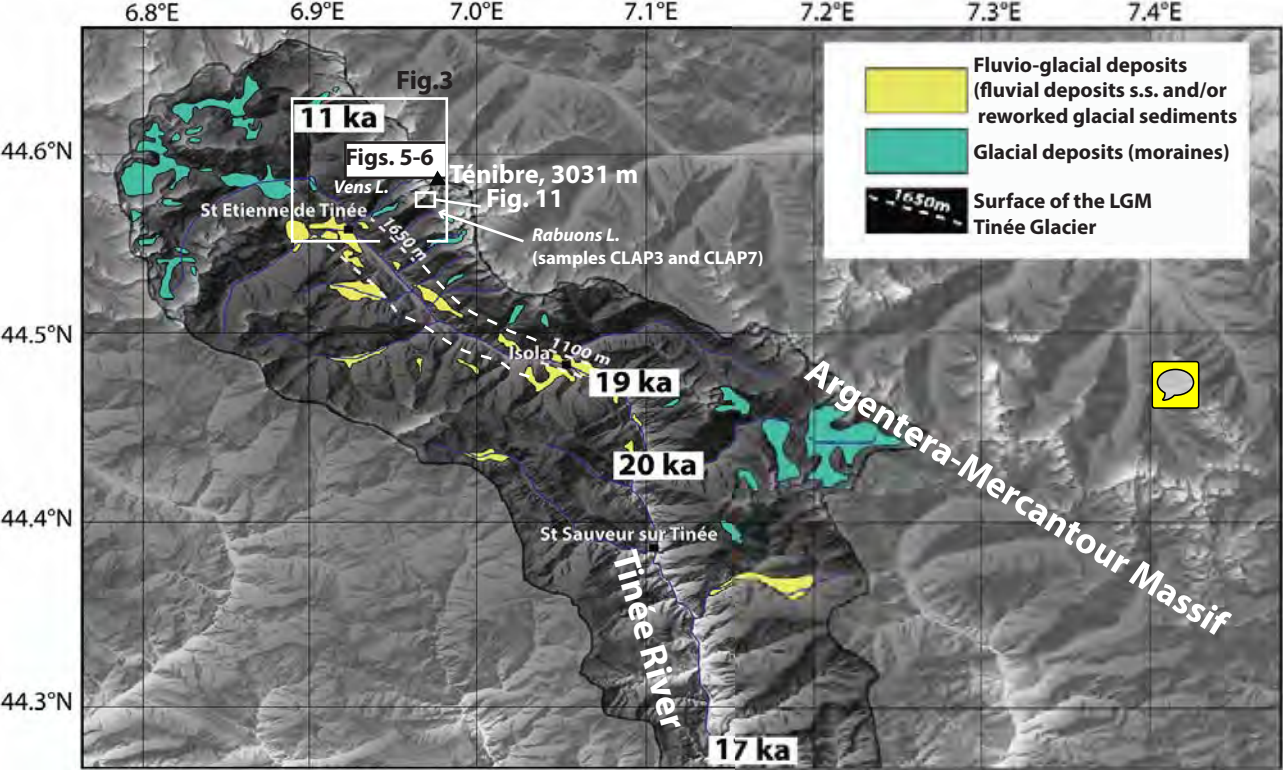 6.8°E 6.9°E 7.0°E 7.1°E 7.2°E 7.3°E 7.4°E
44.6°N
44.5°N
44.4°N
44.3°N
Fig.3
11 ka
Figs. 5-6
Vens L.
Ténibre, 3031 m
Fig. 11
St Etienne de Tinée
1650 m
Rabuons L.
(samples CLAP3 and CLAP7)
Isola
1100 m
19 ka
20 ka
St Sauveur sur Tinée
Tinée River
17 ka
Argentera-Mercantour Massif
Fluvio-glacial deposits
(fluvial deposits s.s. and/or
reworked glacial sediments
Glacial deposits (moraines)
1650m
Surface of the LGM
Tinée Glacier